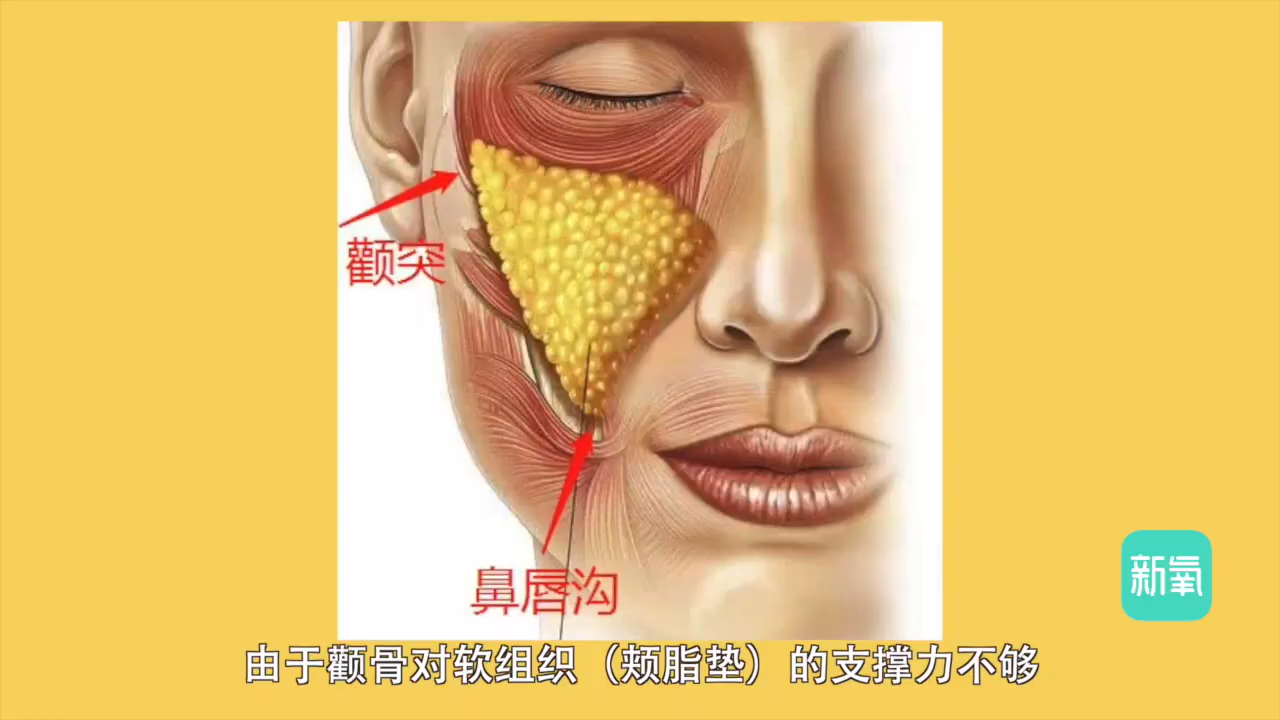 颧突
鼻唇沟
新氧
由于颧骨对软组织（颊脂垫）的支撑力不够